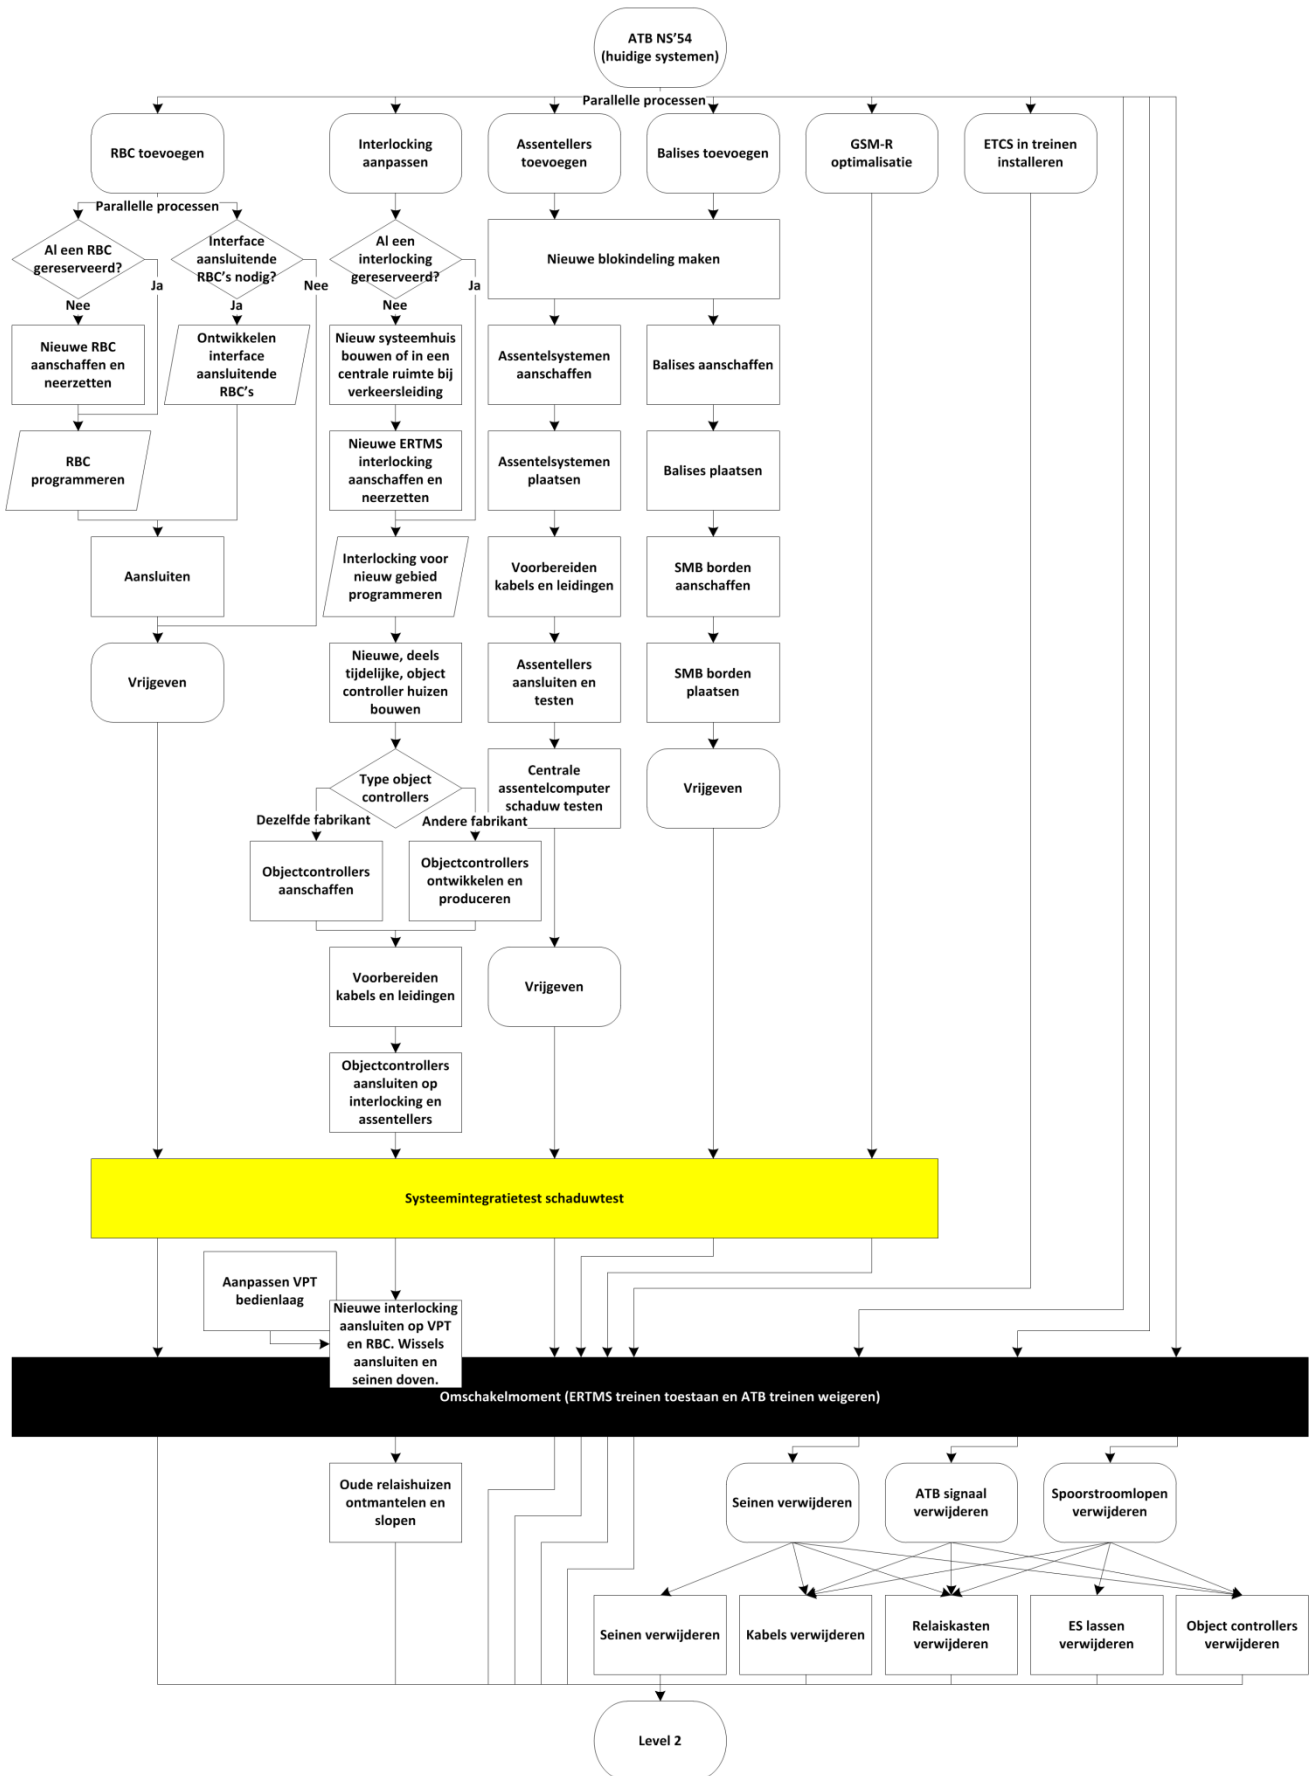 ATB NS’54
(huidige systemen)
Parallelle processen
RBC toevoegen
Interlocking
aanpassen
Assentellers
toevoegen
Balises toevoegen
GSM-R
optimalisatie
ETCS in treinen
installeren
Parallelle processen
Al een RBC
gereserveerd?
Interface
aansluitende
RBC’s nodig?
Al een
interlocking
gereserverd?
Nieuwe blokindeling maken
Ja
Nee
Ja
Nee
Ja
Nee
Nieuwe RBC
aanschaffen en
neerzetten
Ontwikkelen
interface
aansluitende
RBC’s
Nieuw systeemhuis
bouwen of in een
centrale ruimte bij
verkeersleiding
Assentelsystemen
aanschaffen
Balises aanschaffen
RBC
programmeren
Nieuwe ERTMS
interlocking
aanschaffen en
neerzetten
Assentelsystemen
plaatsen
Balises plaatsen
Aansluiten
Interlocking voor
nieuw gebied
programmeren
Voorbereiden
kabels en leidingen
SMB borden
aanschaffen
Vrijgeven
Nieuwe, deels
tijdelijke, object
controller huizen
bouwen
Assentellers
aansluiten en
testen
SMB borden
plaatsen
Type object
controllers
Centrale
assentelcomputer
schaduw testen
Vrijgeven
Dezelfde fabrikant
Andere fabrikant
Objectcontrollers
aanschaffen
Objectcontrollers
ontwikkelen en
produceren
Voorbereiden
kabels en leidingen
Vrijgeven
Objectcontrollers
aansluiten op
interlocking en
assentellers
Systeemintegratietest schaduwtest
Aanpassen VPT
bedienlaag
Nieuwe interlocking
aansluiten op VPT
en RBC. Wissels
aansluiten en
seinen doven.
Omschakelmoment (ERTMS treinen toestaan en ATB treinen weigeren)
Oude relaishuizen
ontmantelen en
slopen
Seinen verwijderen
ATB signaal
verwijderen
Spoorstroomlopen
verwijderen
Seinen verwijderen
Kabels verwijderen
Relaiskasten
verwijderen
ES lassen
verwijderen
Object controllers
verwijderen
Level 2